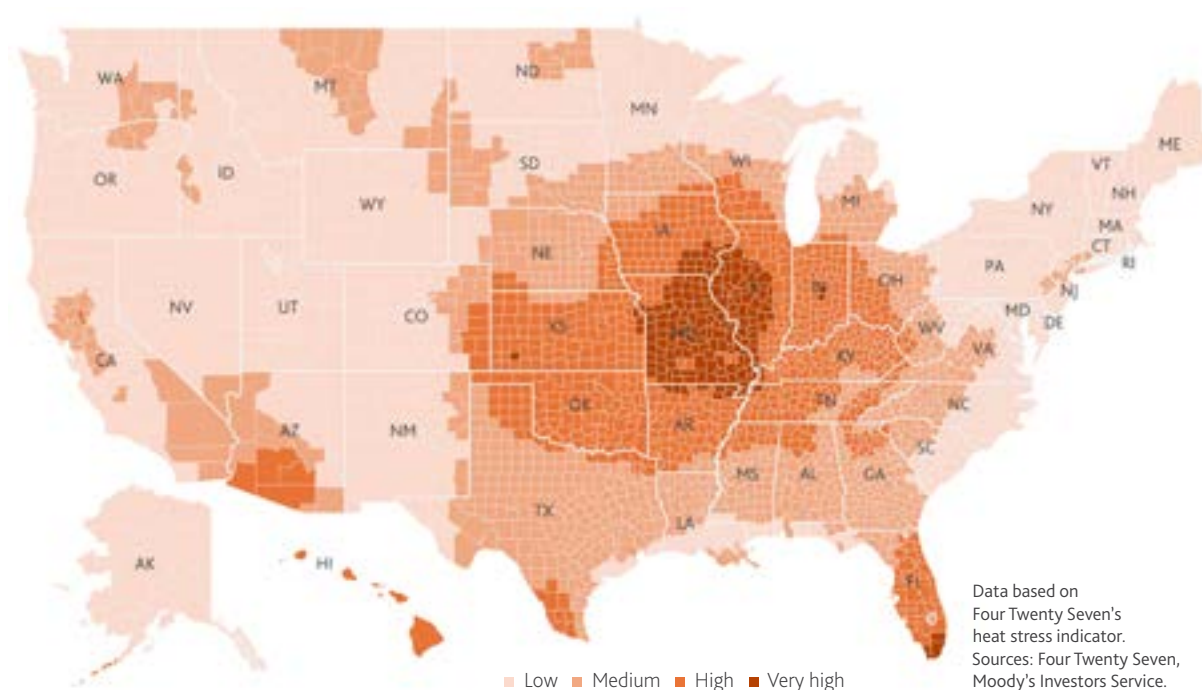 WA
MT
ND
MN
OR
ID
SD
WI
WY
MI
ME
VT
NH
NY
MA
CT
RI
PA
NJ
MD
DE
IA
NE
NV
UT
CO
CA
KS
MO
IL
IN
OH
WV
VA
KY
AZ
NM
OK
AR
TN
NC
SC
TX
LA
MS
AL
GA
FL
AK
HI
Data based on
Four Twenty Seven's
heat stress indicator.
Sources: Four Twenty Seven,
Moody's Investors Service.
Low Medium High Very high